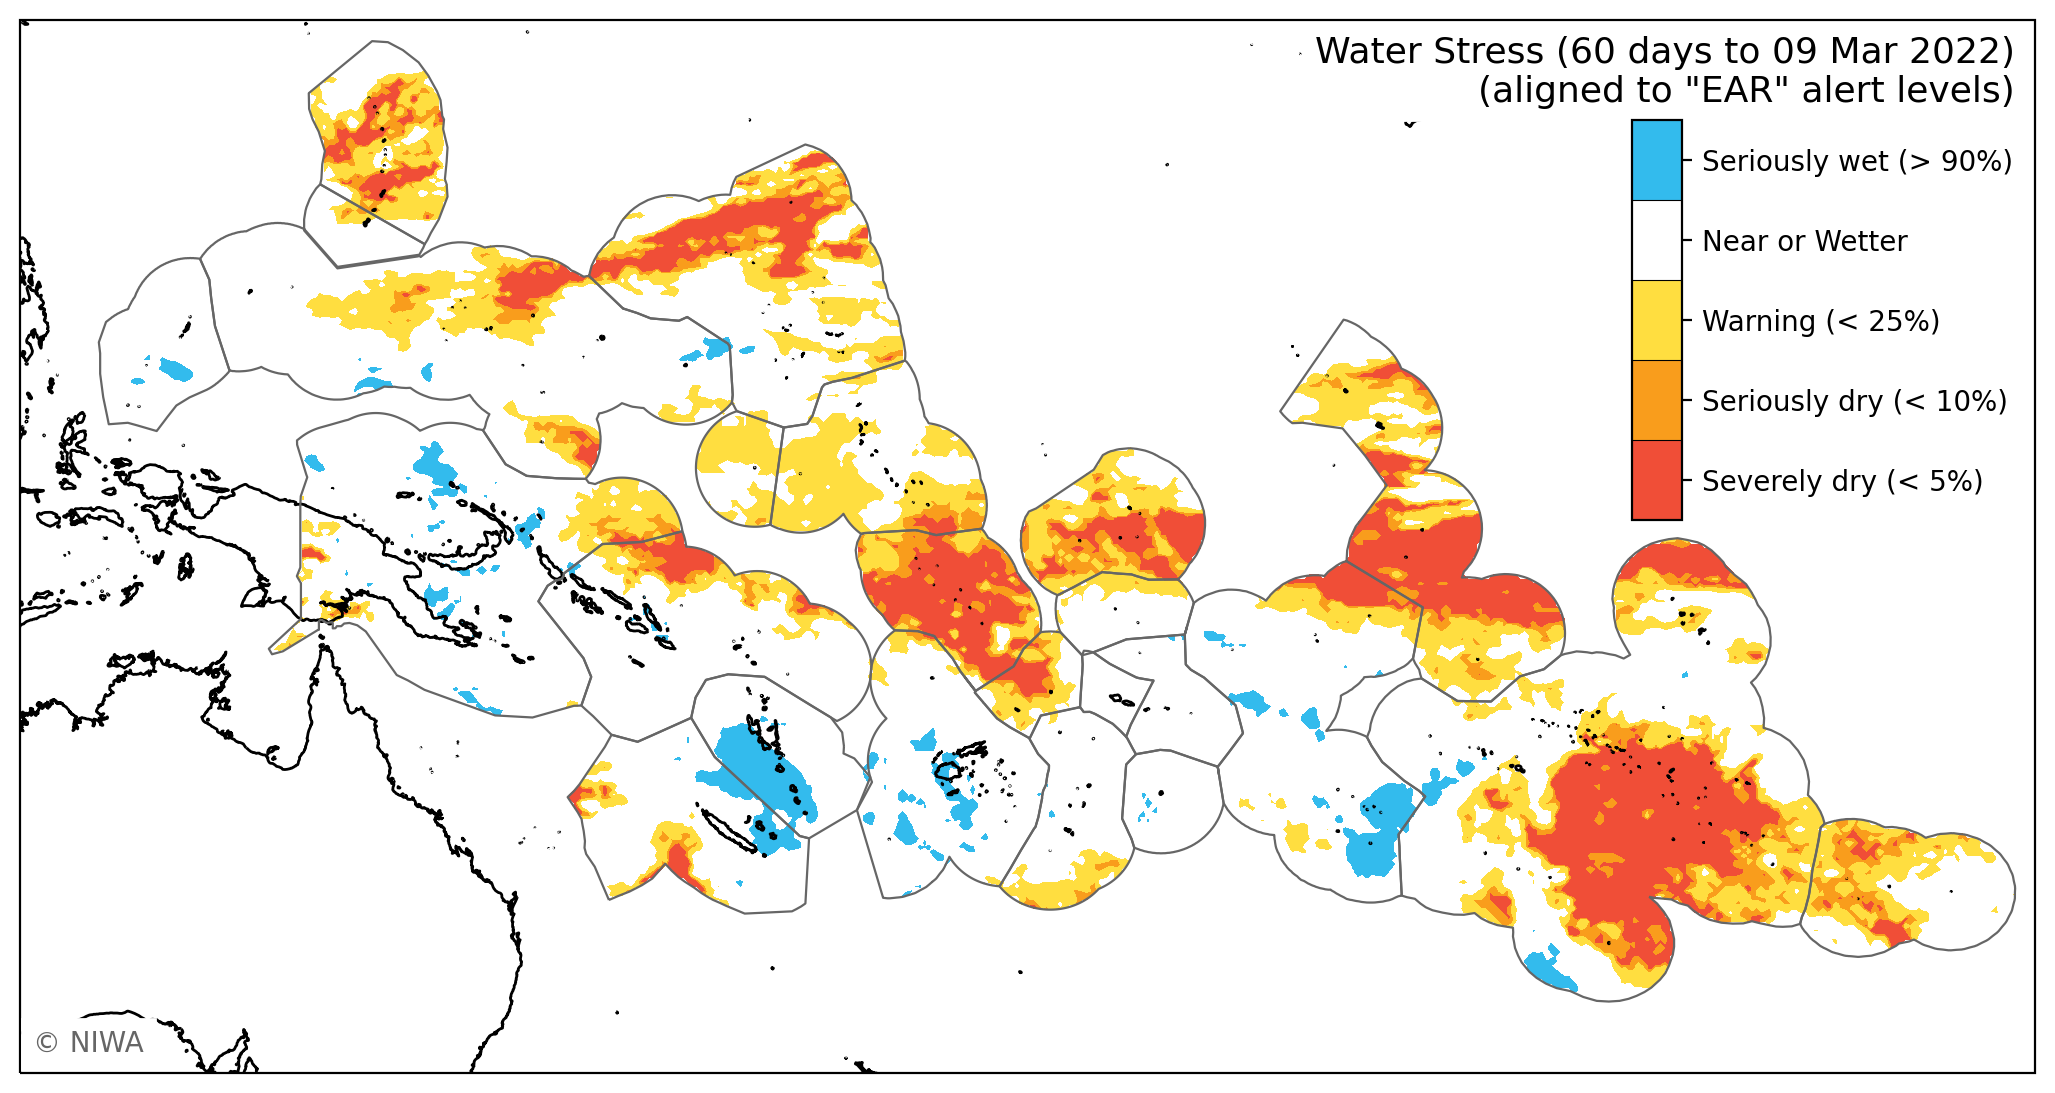 Water Stress (60 days to 09 Mar 2022)
(aligned to "EAR" alert levels)
Seriously wet (> 90%)
Near or Wetter
Warning (< 25%)
Seriously dry (< 10%)
Severely dry (< 5%)
© NIWA